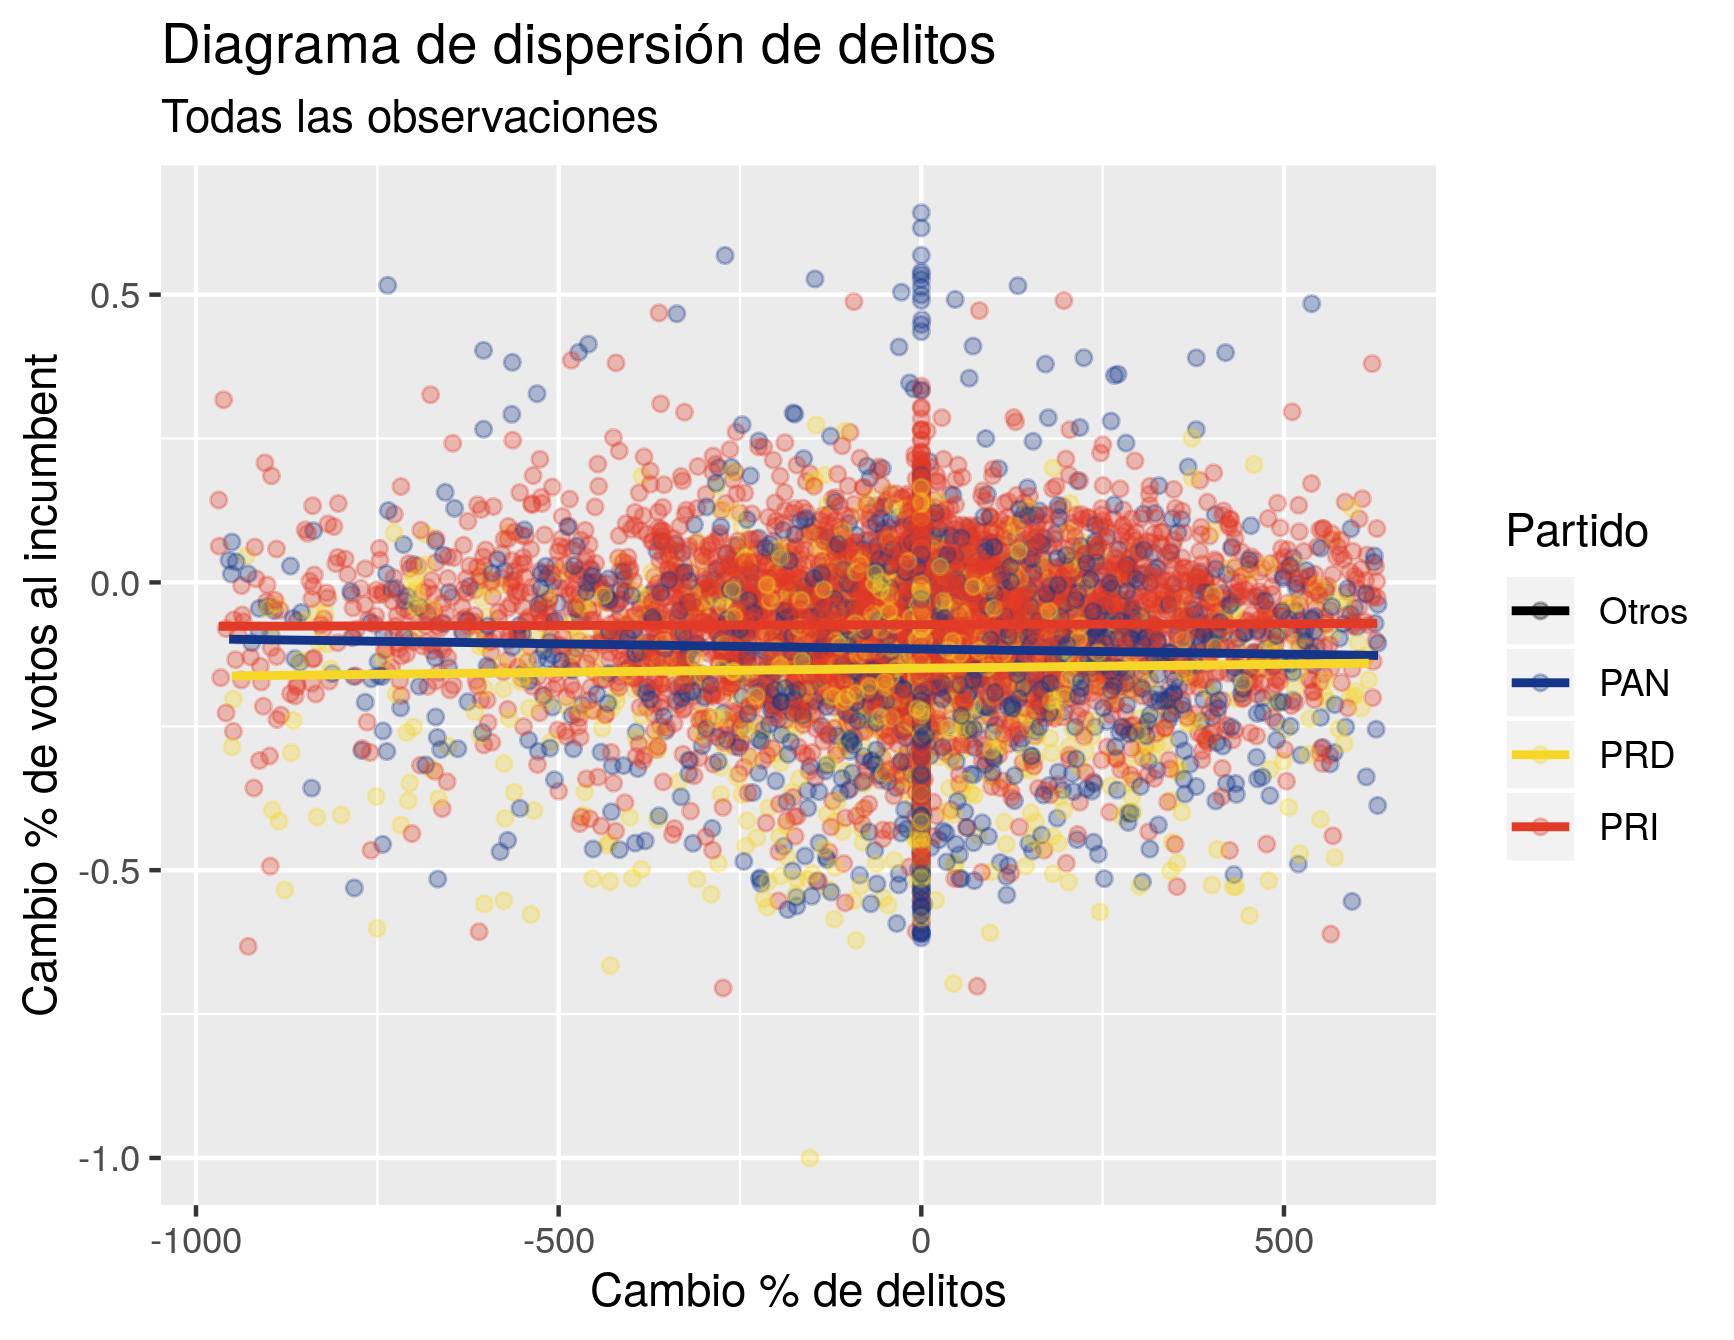 Diagrama de dispersión de delitos
Todas las observaciones
Cambio % de votos al incumbent
0.5
0.0
-0.5
-1.0
-1000
-500
0
500
Cambio % de delitos
Partido
Otros
PAN
PRD
PRI